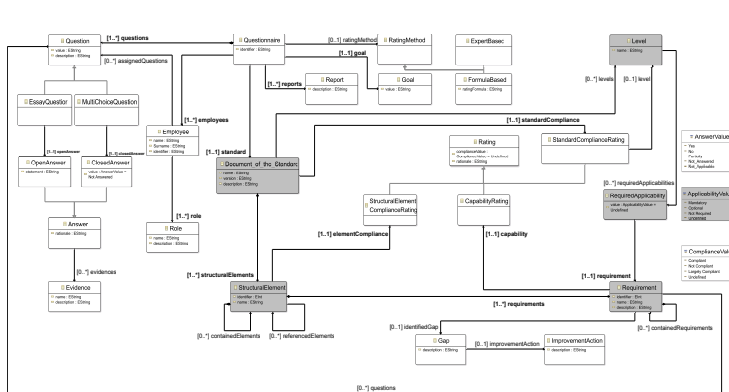 [1..*] questions
Question
value : EString
description : EString
[0..*] assignedQuestions
Questionnaire
identifier : EString
[0..1] ratingMethod
RatingMethod
[1..1] goal
ExpertBasec
Level
name : EString
[1..*] reports
Report
description : EString
Goal
value : EString
FormulaBased
ratingFormula : EString
[0..*] levels
[0..1] level
EssayQuestior
MultiChoiceQuestion
[1..*] employees
[1..1] standardCompliance
[1..1] openAnswer
[1..1] closedAnswer
Employee
name : EString
Surname : EString
identifier : EString
[1..1] standard
Rating
complianceValue :
rationale : EString
StandardComplianceRating
AnswerValue
Yes
No
Not_Answered
Not_Applicable
OpenAnswer
statement : EString
ClosedAnswer
value : AnswerValue =
Not Answered
Document_of_the_Standarc
name : EString
version : EString
description : EString
[0..*] requiredApplicabilities
RequiredApplicability
value : ApplicabilityValue =
Undefined
ApplicabilityValu
Mandatory
Optional
Not Required
Undefined
StructuralElement
ComplianceRating
CapabilityRating
Answer
rationale : EString
[1..*] role
Role
name : EString
description : EString
[1..1] elementCompliance
[1..1] capability
ComplianceValu
Compliant
Not Compliant
Largely Compliant
Undefined
[0..*] evidences
[1..*] structuralElements
[1..1] requirement
Evidence
name : EString
description : EString
StructuralElement
identifier : EInt
name : EString
Requirement
identifier : EInt
name : EString
description : EString
[1..*] requirements
[0..*] containedElements
[0..*] referencedElements
[0..1] identifiedGap
[0..*] containedRequirements
Gap
description : EString
[0..1] improvementAction
ImprovementAction
description : EString
[0..*] questions